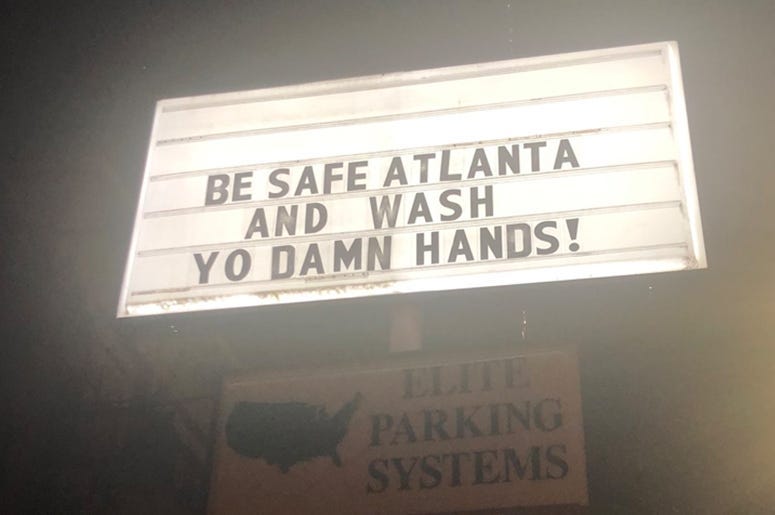 BE SAFE ATLANTA
AND WASH
YO DAMN HANDS!
ELITE
PARKING
SYSTEMS